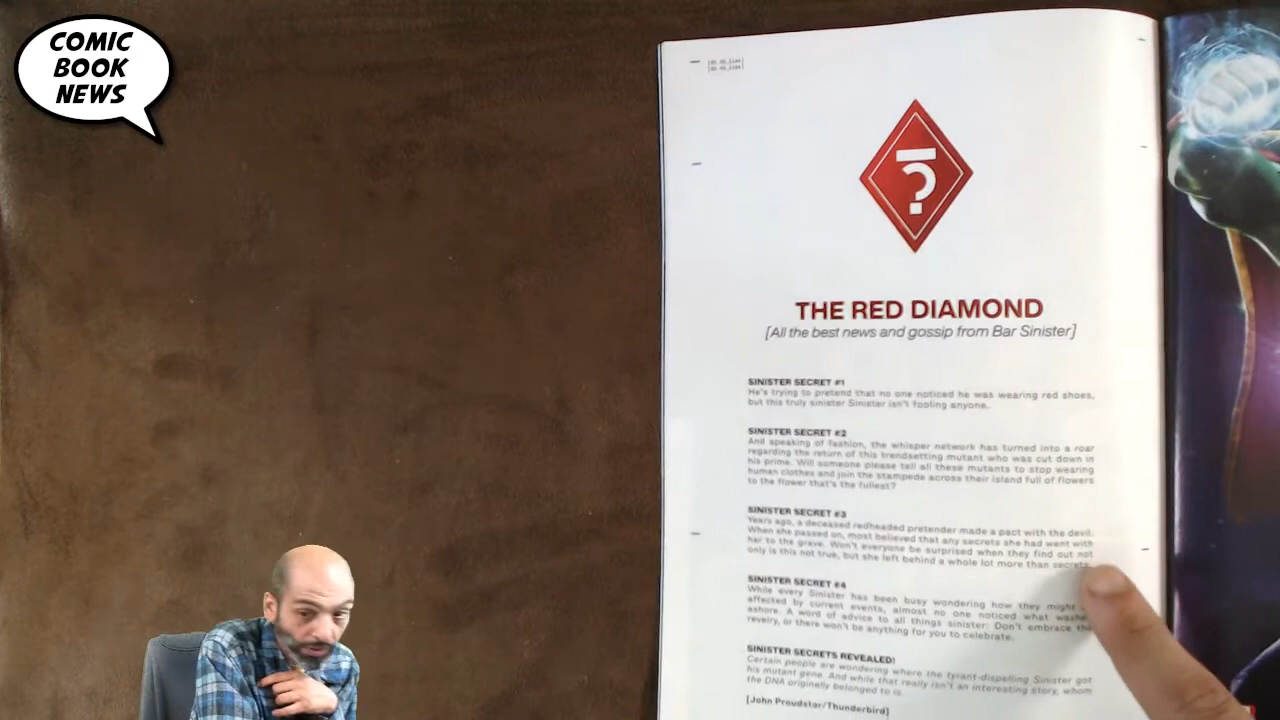 COMIC
BOOK
NEWS
?
THE RED DIAMOND
[All the best news and gossip from Bar Sinister]
SINISTER SECRET #1
He's trying to pretend that no one noticed he was wearing red shoes,
but this truly sinister Sinister isn't fooling anyone.
SINISTER SECRET #2
And speaking of fashion, the whisper network has turned into a roar
regarding the return of this trendsetting mutant who was cut down in
his prime. Will someone please tell all these mutants to stop wearing
human clothes and join the stampede across their island full of flowers
to the flower that's the fullest?
SINISTER SECRET #3
Years ago, a deceased redheaded pretender made a pact with the devil.
When she passed on, most believed that any secrets she had went with
her to the grave. Won't everyone be surprised when they find out not
only is this not true, but she left behind a whole lot more than secrets.
SINISTER SECRET #4
While every Sinister has been busy wondering how they might
affected by current events, almost no one noticed what washed
ashore. A word of advice to all things sinister: Don't embrace the
revelry, or there won't be anything for you to celebrate.
SINISTER SECRETS REVEALED!
Certain people are wondering where the tyrant-dispelling Sinister got
his mutant gene. And while that really isn't an interesting story, whom
the DNA originally belonged to is.
[John Proudstar/Thunderbird]